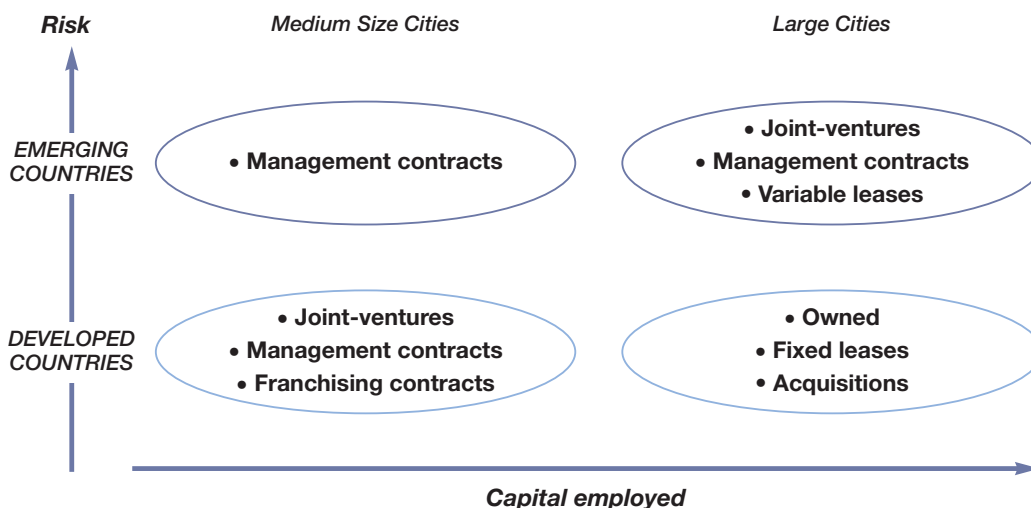 Risk
Medium Size Cities
Large Cities
EMERGING
COUNTRIES
• Management contracts
• Joint-ventures
• Management contracts
• Variable leases
DEVELOPED
COUNTRIES
• Joint-ventures
• Management contracts
• Franchising contracts
• Owned
• Fixed leases
• Acquisitions
Capital employed